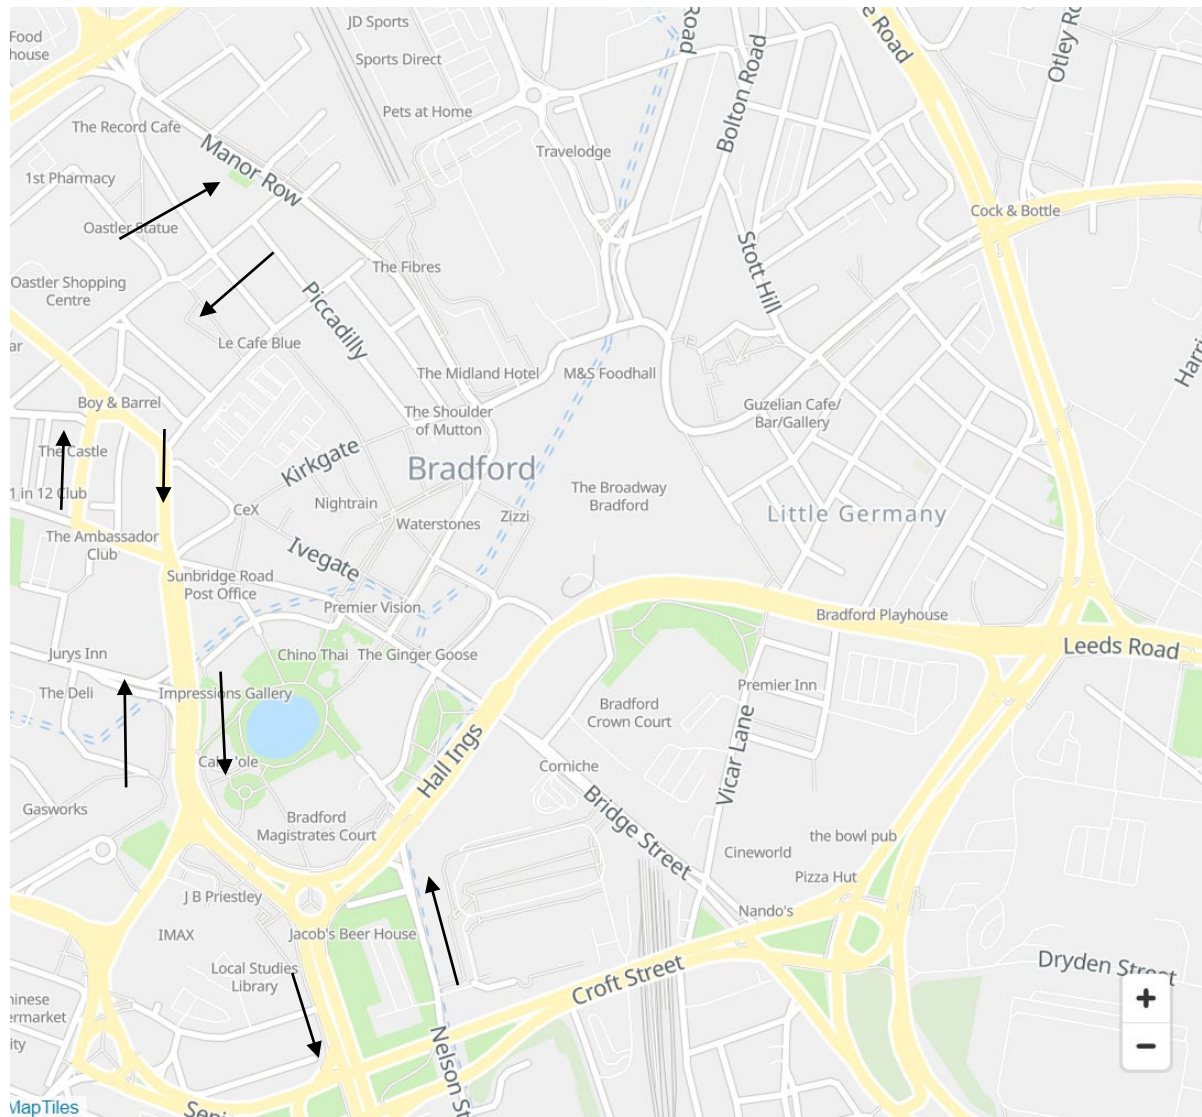 JD Sports
Food
house
Sports Direct
Road
Bolton Road
e Road
Otley Ro
Pets at Home
The Record Cafe
Manor Row
Travelodge
1st Pharmacy
Cock & Bottle
Oastler Statue
Stott Hill
The Fibres
Oastler Shopping
Centre
Piccadilly
Harri
ar
Le Cafe Blue
The Midland Hotel
M&S Foodhall
Boy & Barrel
The Shoulder
of Mutton
Guzelian Cafe/
Bar/Gallery
The Castle
Kirkgate
Bradford
1 in 12 Club
Nightrain
The Broadway
Bradford
CeX
Waterstones
Zizzi
Little Germany
The Ambassador
Club
Ivegate
Sunbridge Road
Post Office
Premier Vision
Bradford Playhouse
Jurys Inn
Chino Thai
The Ginger Goose
Leeds Road
The Deli
Impressions Gallery
Premier Inn
Bradford
Crown Court
Vicar Lane
Hall Ings
Corniche
Gasworks
Bradford
Magistrates Court
Bridge Street
the bowl pub
Cineworld
Pizza Hut
J B Priestley
Nando's
IMAX
Jacob's Beer House
Local Studies
Library
Croft Street
Dryden Street
hinese
ermarket
ity
+
−
Nelson St
MapTiles
Seni